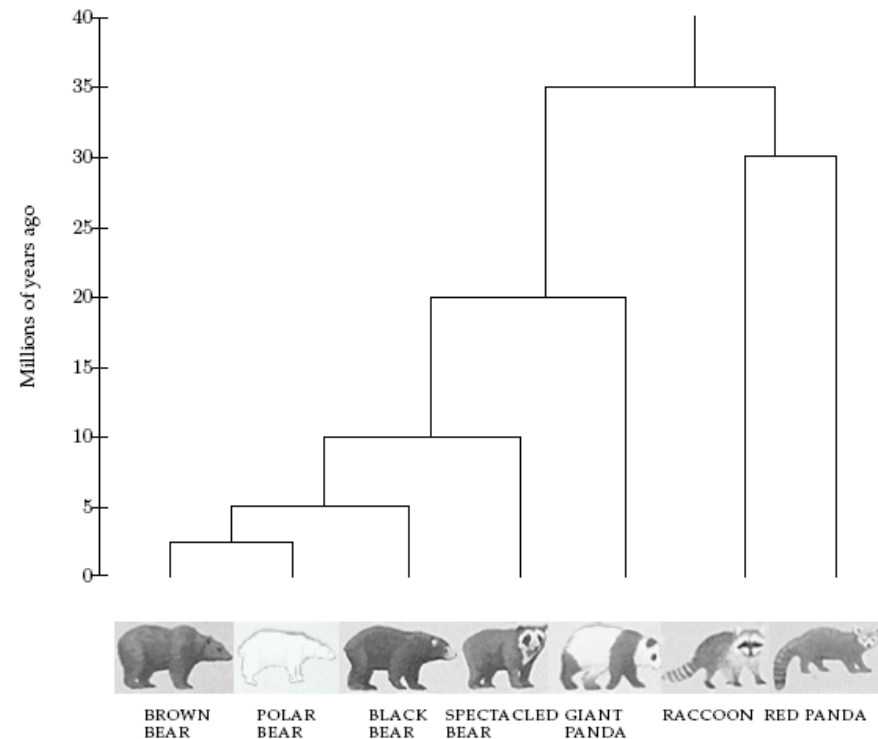 40
35
30
25
20
15
10
5
0
Millions of years ago
BROWN BEAR
POLAR BEAR
BLACK BEAR
SPECTACLED BEAR
GIANT PANDA
RACCOON
RED PANDA